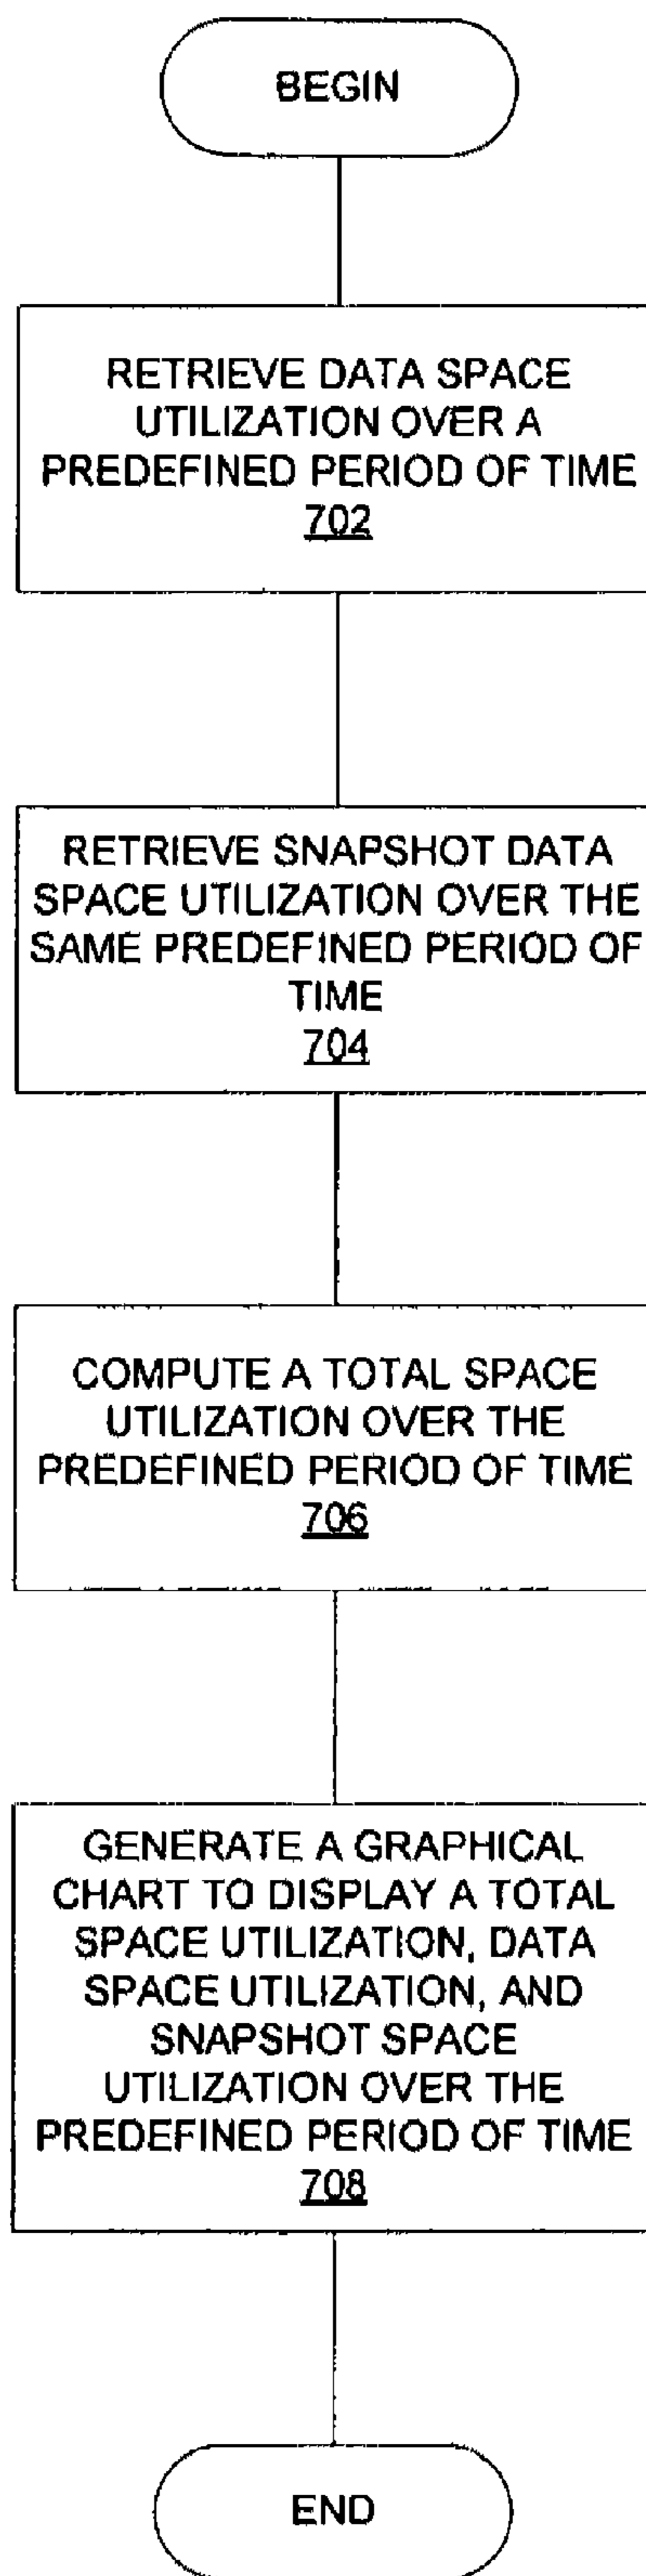 BEGIN
RETRIEVE DATA SPACE
UTILIZATION OVER A
PREDEFINED PERIOD OF TIME
702
RETRIEVE SNAPSHOT DATA
SPACE UTILIZATION OVER THE
SAME PREDEFINED PERIOD OF
TIME
704
COMPUTE A TOTAL SPACE
UTILIZATION OVER THE
PREDEFINED PERIOD OF TIME
706
GENERATE A GRAPHICAL
CHART TO DISPLAY A TOTAL
SPACE UTILIZATION, DATA
SPACE UTILIZATION, AND
SNAPSHOT SPACE
UTILIZATION OVER THE
PREDEFINED PERIOD OF TIME
708
END